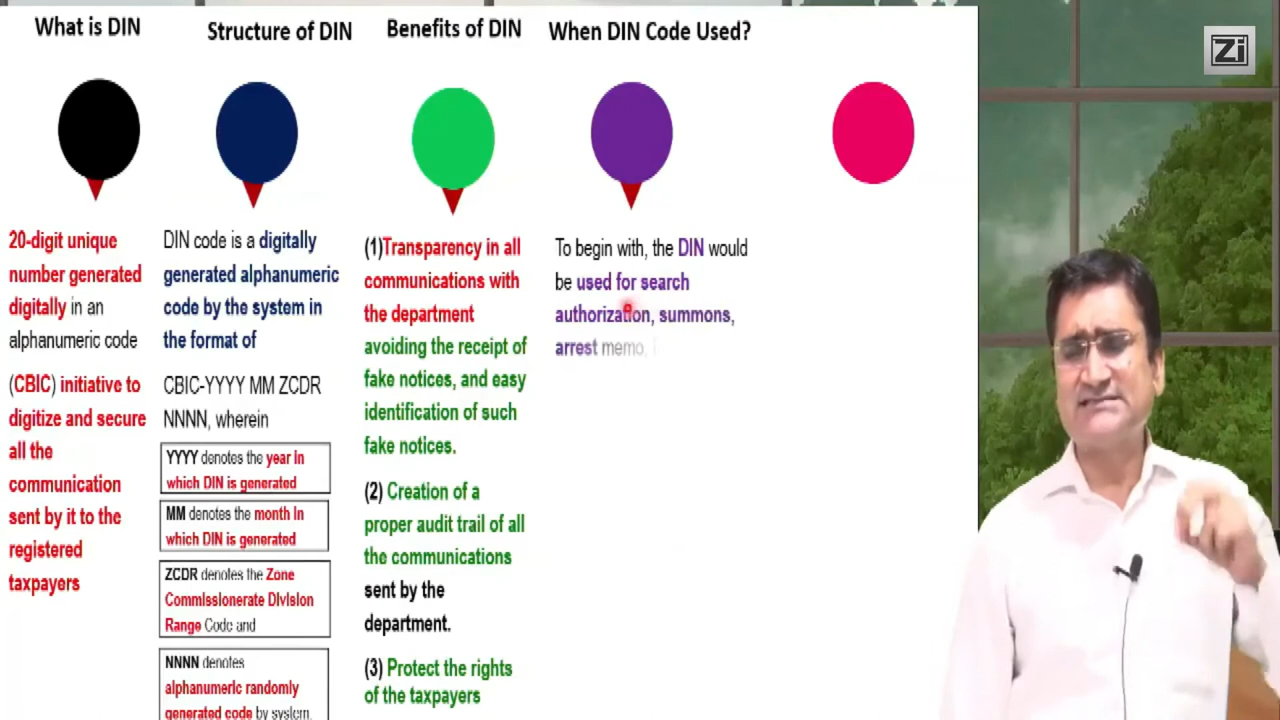 What is DIN
Structure of DIN
Benefits of DIN
When DIN Code Used?
Zi
20-digit unique
number generated
digitally in an
alphanumeric code
(CBIC) initiative to
digitize and secure
all the
communication
sent by it to the
registered
taxpayers
DIN code is a digitally
generated alphanumeric
code by the system in
the format of
CBIC-YYYY MM ZCDR
NNNN, wherein
YYYY denotes the year in
which DIN is generated
MM denotes the month in
which DIN is generated
ZCDR denotes the Zone
Commissionerate Division
Range Code and
NNNN denotes
alphanumeric randomly
generated code by system.
(1)Transparency in all
communications with
the department
avoiding the receipt of
fake notices, and easy
identification of such
fake notices.
(2) Creation of a
proper audit trail of all
the communications
sent by the
department.
(3) Protect the rights
of the taxpayers
To begin with, the DIN would
be used for search
authorization, summons,
arrest memo,